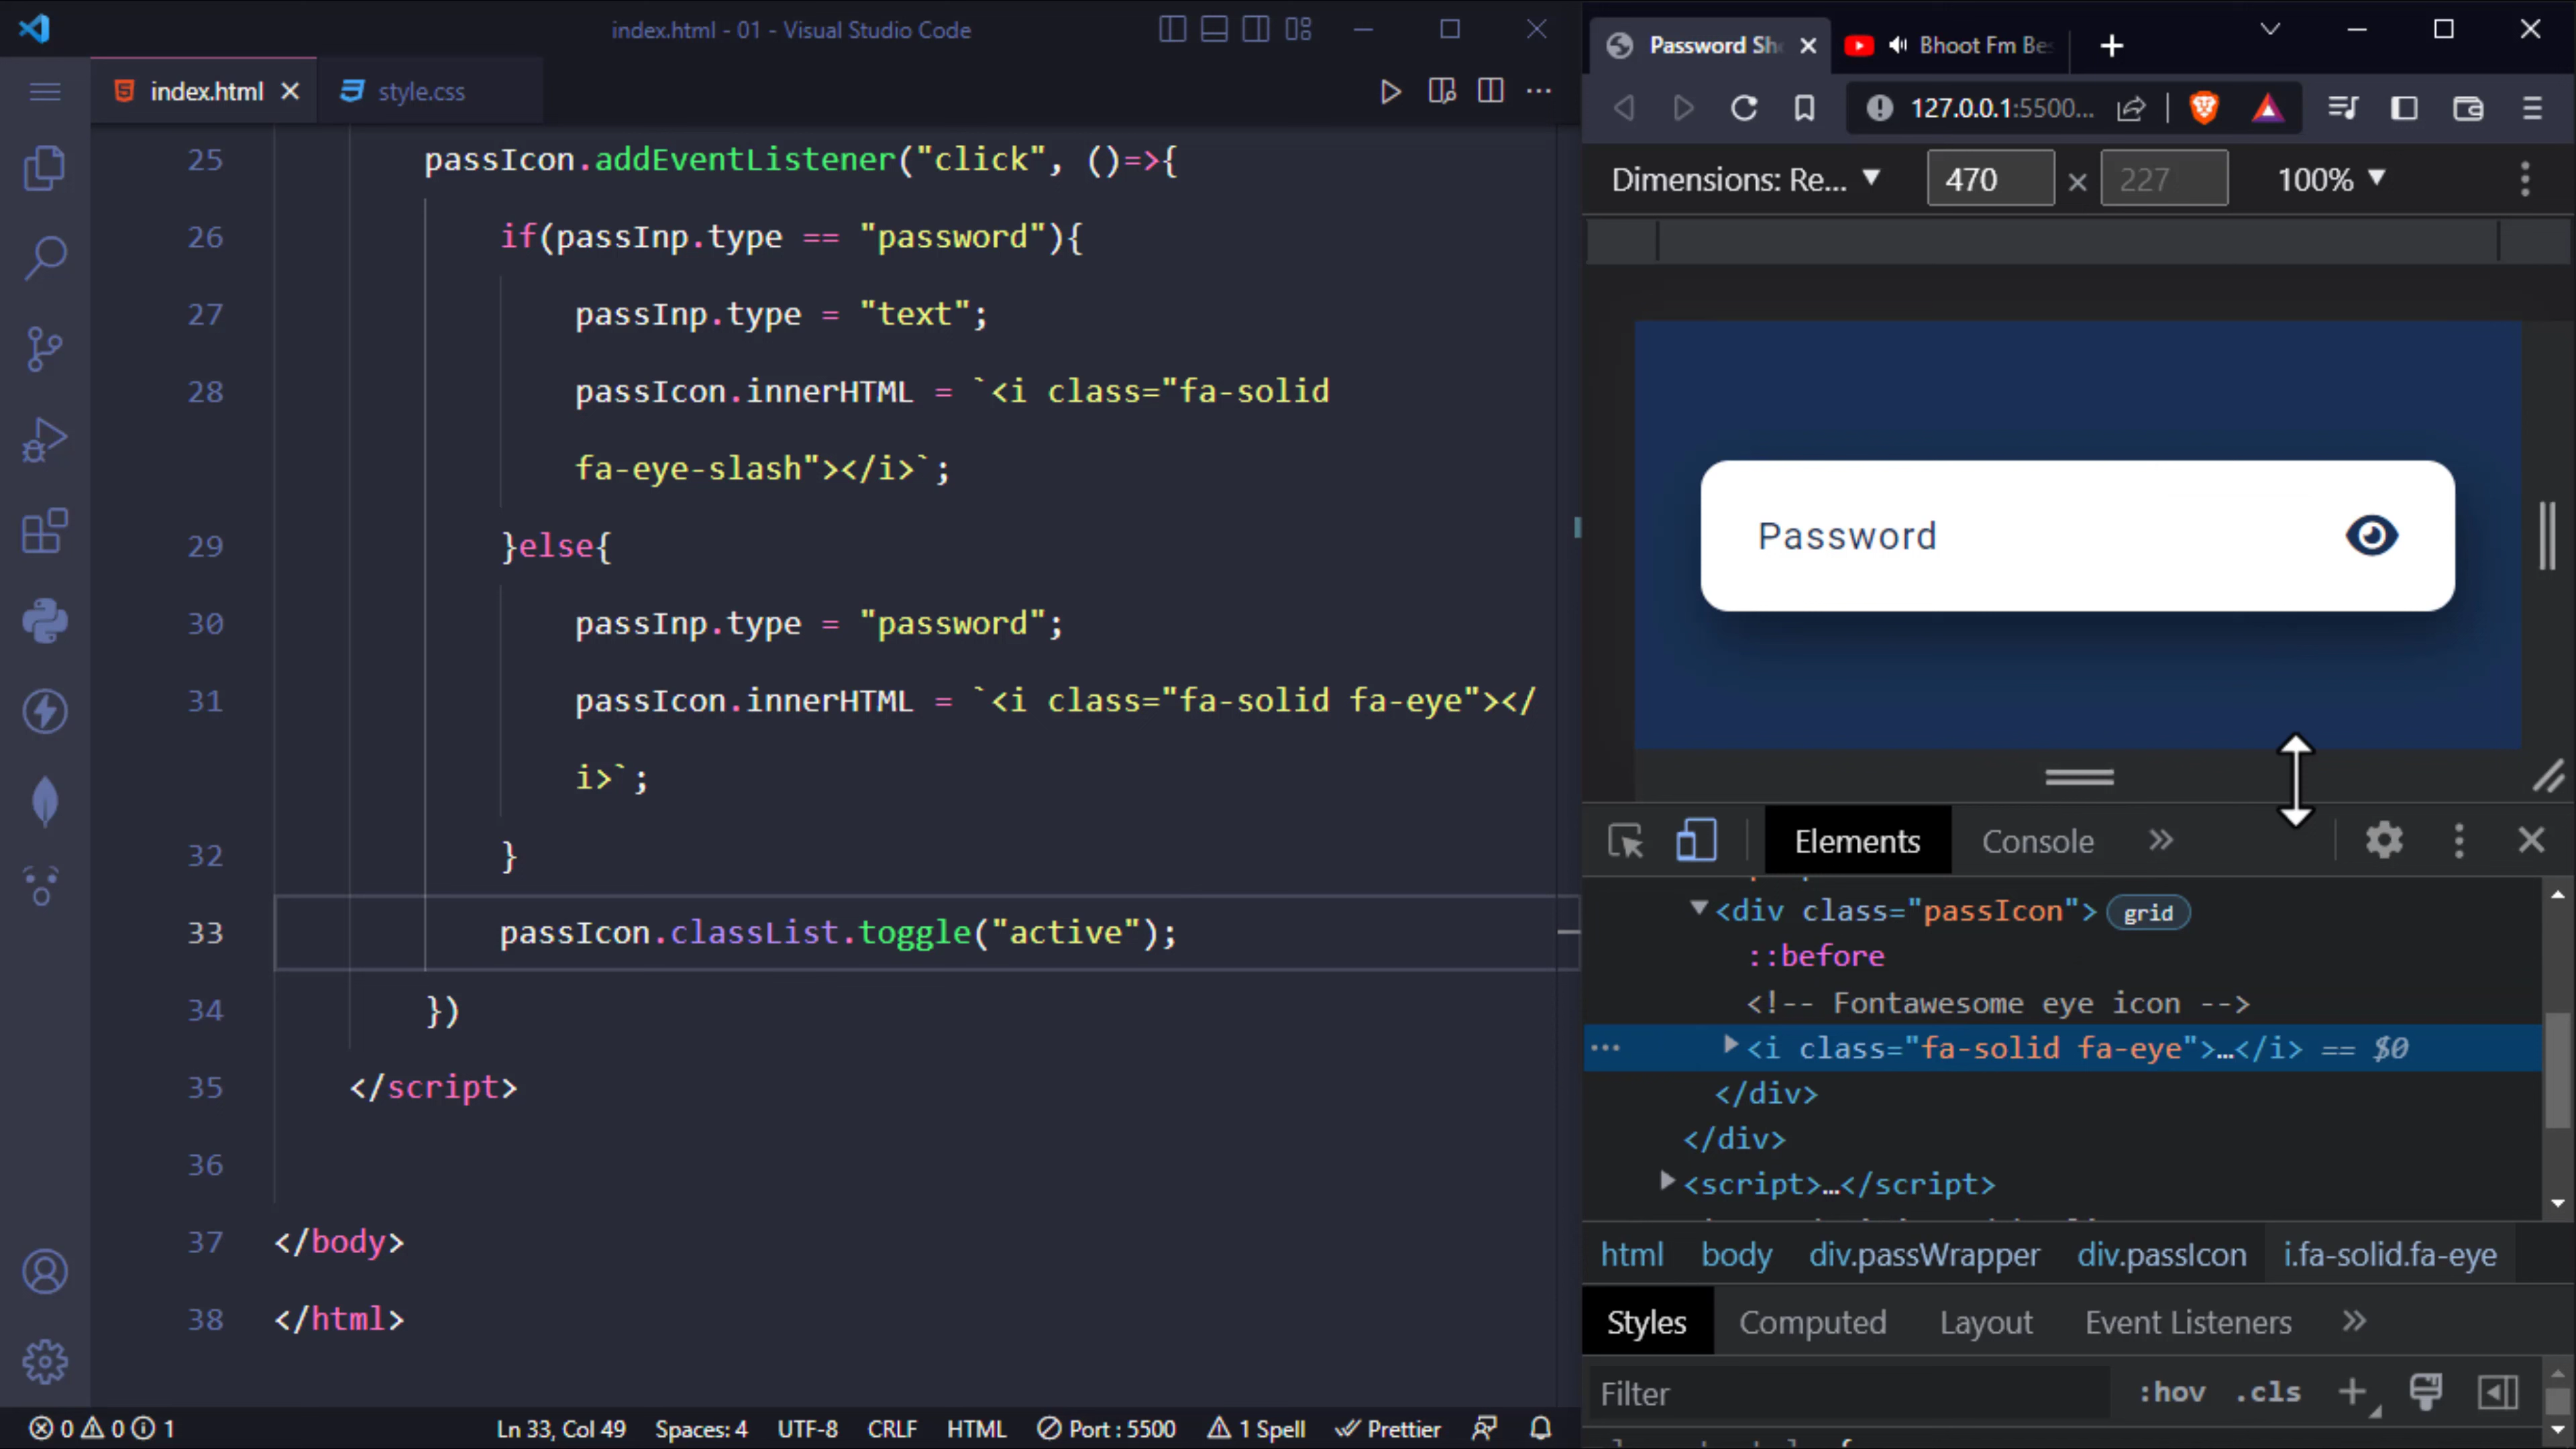 index.html - 01 - Visual Studio Code
index.html
style.css
25 passIcon.addEventListener("click", ()=>{
26 if(passInp.type == "password"){
27 passInp.type = "text";
28 passIcon.innerHTML = `<i class="fa-solid
fa-eye-slash"></i>`;
29 }else{
30 passInp.type = "password";
31 passIcon.innerHTML = `<i class="fa-solid fa-eye"></
i>`;
32 }
33 passIcon.classList.toggle("active");
34 })
35 </script>
36
37 </body>
38 </html>
0 0 1
Ln 33, Col 49 Spaces: 4 UTF-8 CRLF HTML Port : 5500 1 Spell Prettier
Password Sh
Bhoot Fm Be
127.0.0.1:5500...
Dimensions: Re... 470 × 227 100%
Password
Elements Console »
<div class="passIcon"> grid
::before
<!-- Fontawesome eye icon -->
... <i class="fa-solid fa-eye">…</i> == $0
</div>
</div>
<script>…</script>
html body div.passWrapper div.passIcon i.fa-solid.fa-eye
Styles Computed Layout Event Listeners »
Filter :hov .cls +